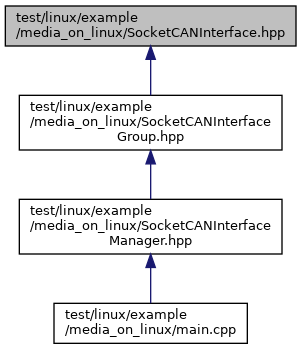 test/linux/example
/media_on_linux/SocketCANInterface.hpp
test/linux/example
/media_on_linux/SocketCANInterface
Group.hpp
test/linux/example
/media_on_linux/SocketCANInterface
Manager.hpp
test/linux/example
/media_on_linux/main.cpp